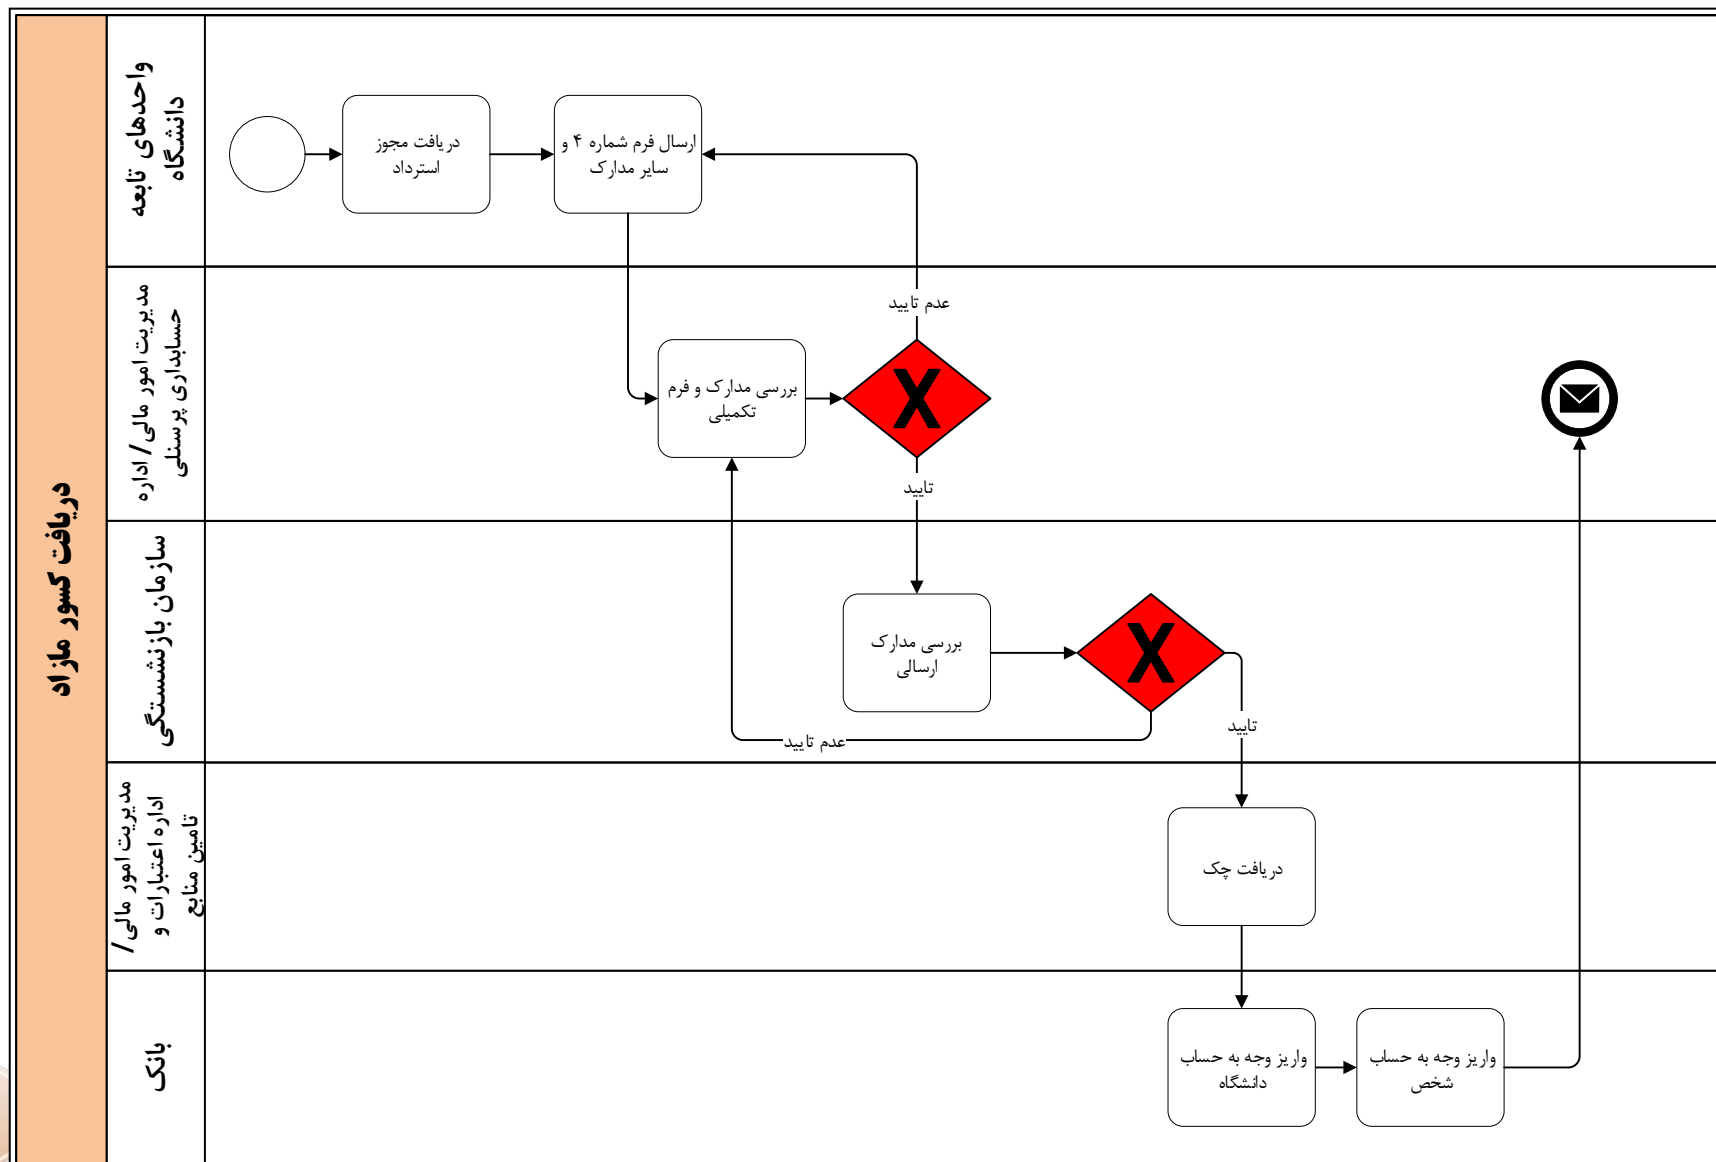 دریافت کسور مازاد
واحدهای تابعه
دانشگاه
دریافت مجوز
استرداد
ارسال فرم شماره ۴ و
سایر مدارک
مدیریت امور مالی/ اداره
حسابداری پرسنلی
بررسی مدارک و فرم
تکمیلی
X
عدم تایید
تایید
سازمان بازنشستگی
بررسی مدارک
ارسالی
X
عدم تایید
تایید
مدیریت امور مالی/
اداره اعتبارات و
تامین منابع
دریافت چک
بانک
واریز وجه به حساب
دانشگاه
واریز وجه به حساب
شخص